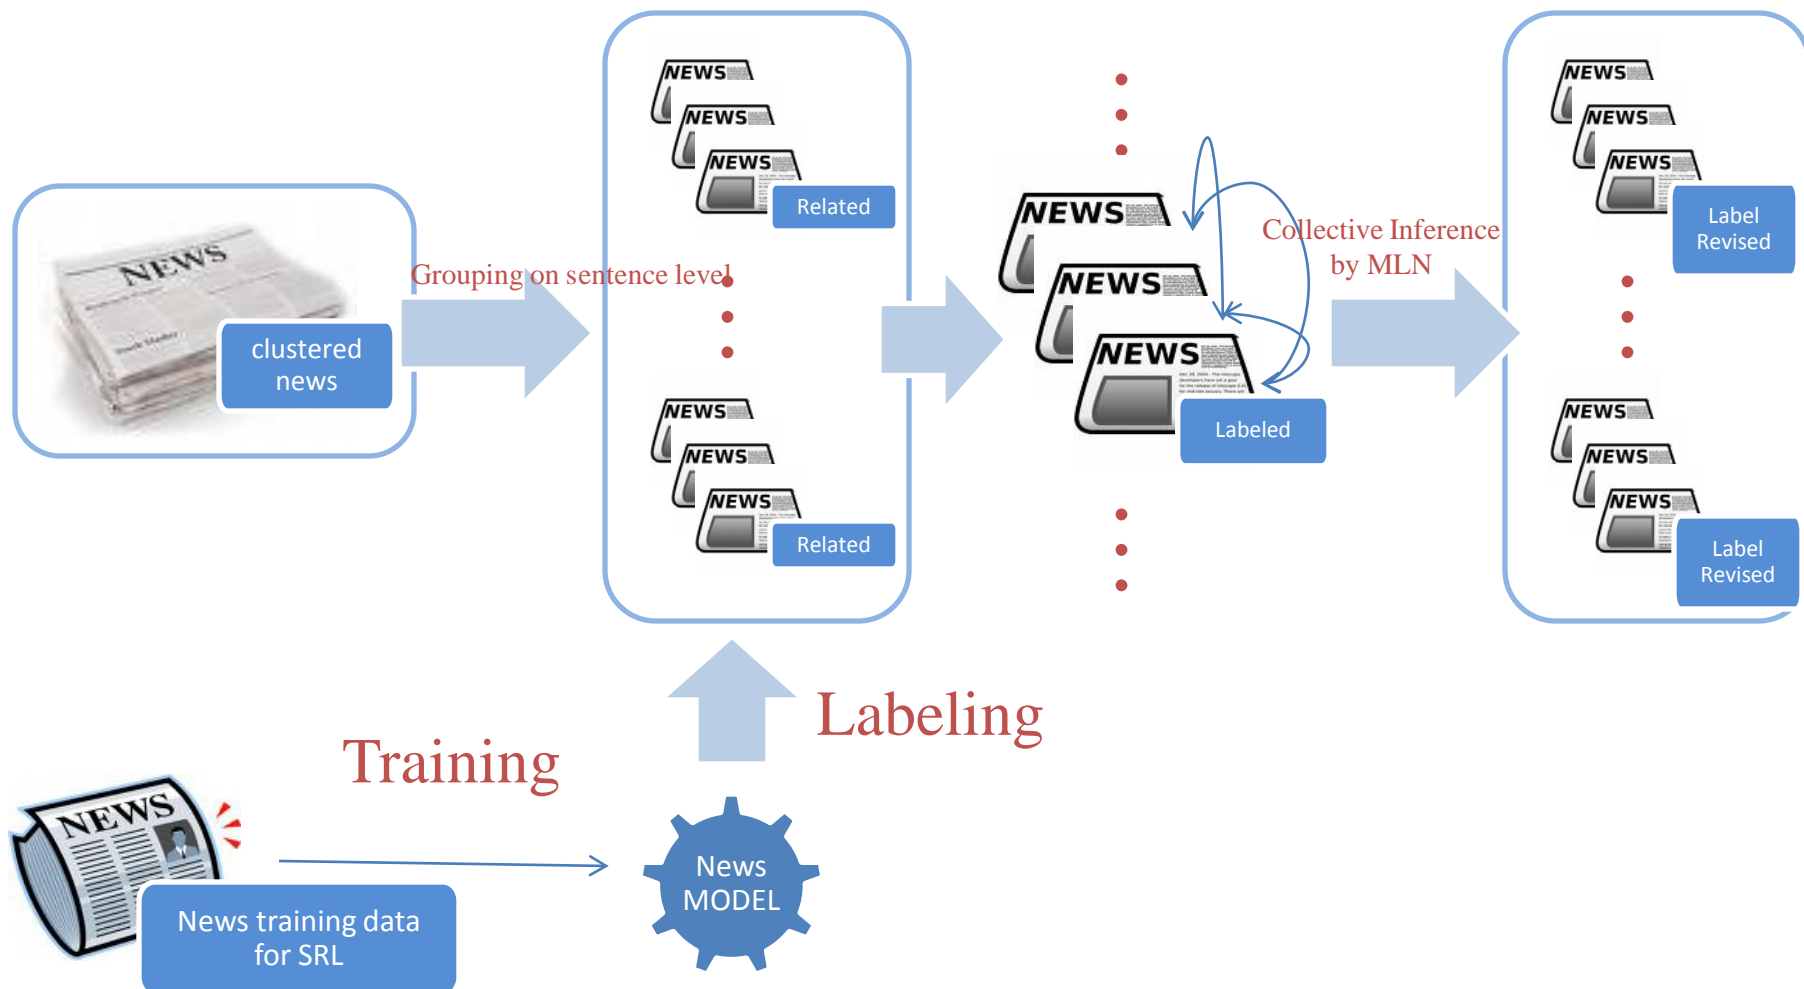 NEWS
NEWS
NEWS
Related
NEWS
NEWS
NEWS
Related
NEWS
clustered
news
Grouping on sentence level
NEWS
NEWS
NEWS
Labeled
Collective Inference
by MLN
NEWS
NEWS
NEWS
Label
Revised
NEWS
NEWS
NEWS
Label
Revised
Labeling
Training
NEWS
News training data
for SRL
News
MODEL